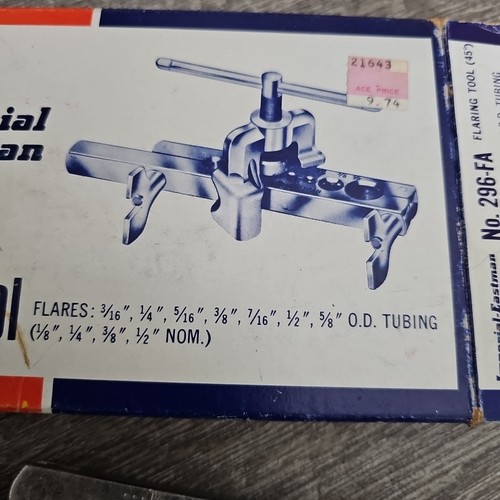 ial
an
21643
ACE PRICE
9.74
ol
FLARES: 3/16", 1/4", 5/16", 3/8", 7/16", 1/2", 5/8" O.D. TUBING
(1/8", 1/4", 3/8", 1/2" NOM.)
FLARING TOOL (45°)
O.D. TUBING
No. 296-FA
Imperial-Eastman